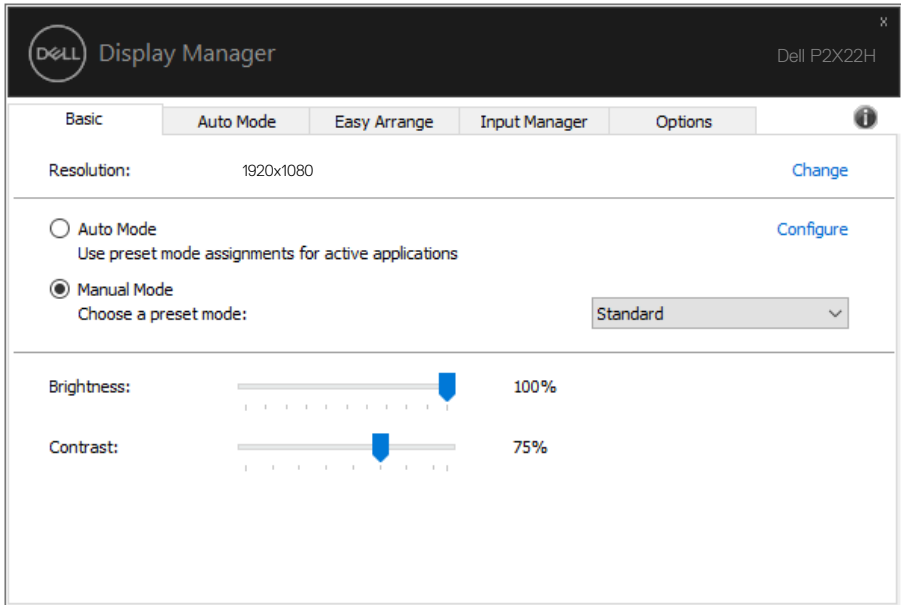 x
DELL Display Manager
Dell P2X22H
Basic Auto Mode Easy Arrange Input Manager Options i
Resolution: 1920x1080 Change
Auto Mode Configure
Use preset mode assignments for active applications
Manual Mode
Choose a preset mode: Standard
Brightness: 100%
Contrast: 75%